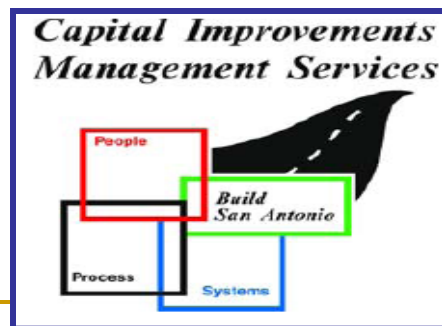 Capital Improvements
Management Services
People
Build
San Antonio
Process
Systems